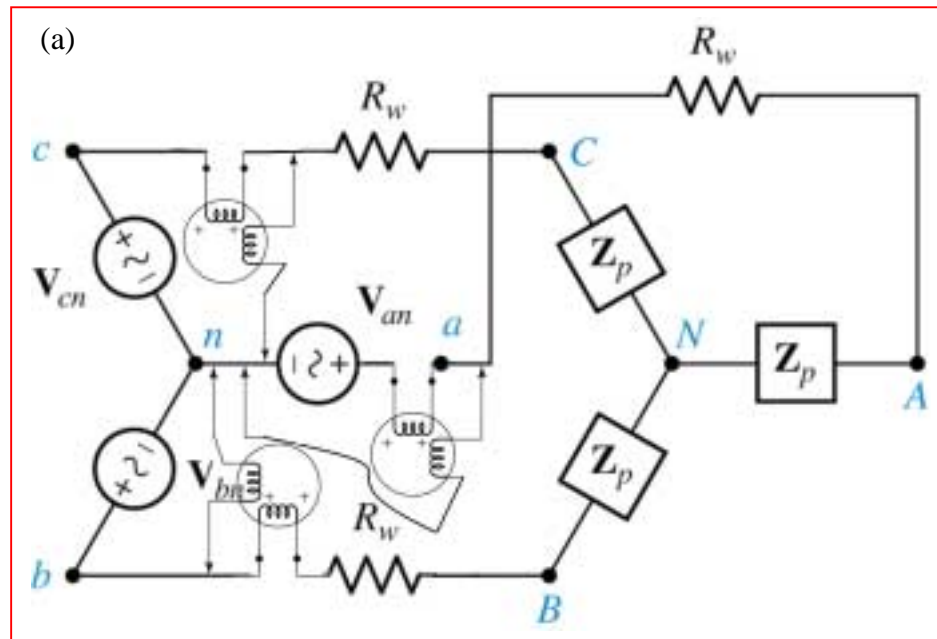 (a)
R_w
R_w
c
C
+
~
−
Z_p
V_cn
+
+
V_an
n
a
N
−
~
+
Z_p
A
−
~
+
V_bn
+
+
+
+
Z_p
R_w
b
B